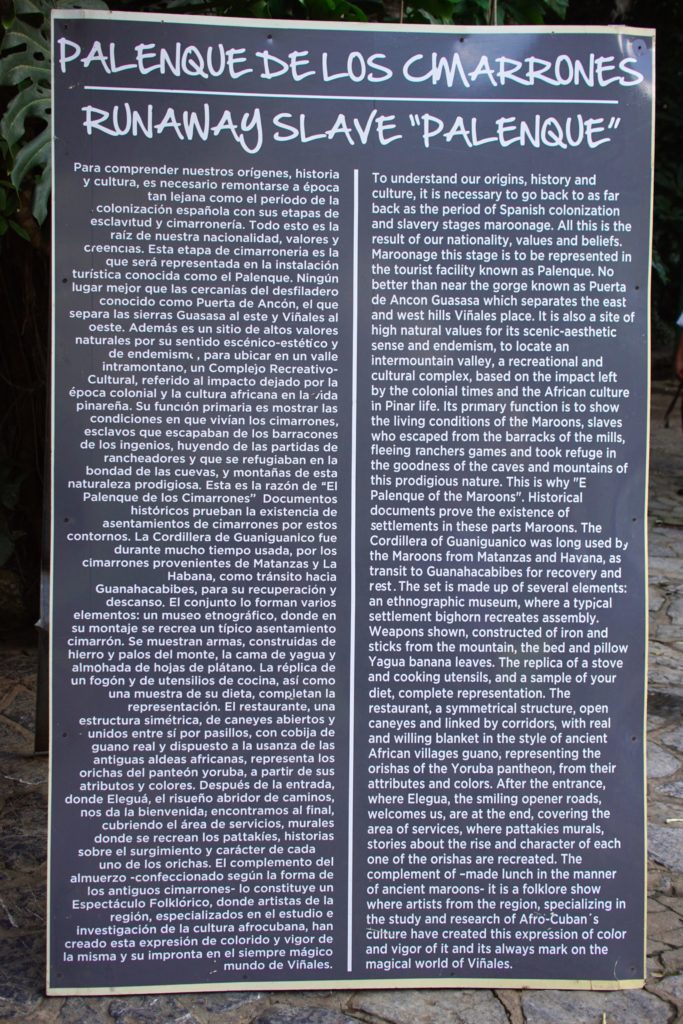 PALENQUE DE LOS CIMARRONES
RUNAWAY SLAVE "PALENQUE"
Para comprender nuestros orígenes, historia
y cultura, es necesario remontarse a época
tan lejana como el período de la
colonización española con sus etapas de
esclavitud y cimarronería. Todo esto es la
raíz de nuestra nacionalidad, valores y
creencias. Esta etapa de cimarronería es la
que será representada en la instalación
turística conocida como el Palenque. Ningún
lugar mejor que las cercanías del desfiladero
conocido como Puerta de Ancón, el que
separa las sierras Guasasa al este y Viñales al
oeste. Además es un sitio de altos valores
naturales por su sentido escénico-estético y
de endemismo, para ubicar en un valle
intramontano, un Complejo Recreativo-
Cultural, referido al impacto dejado por la
época colonial y la cultura africana en la vida
pinareña. Su función primaria es mostrar las
condiciones en que vivían los cimarrones,
esclavos que escapaban de los barracones
de los ingenios, huyendo de las partidas de
rancheadores y que se refugiaban en la
bondad de las cuevas, y montañas de esta
naturaleza prodigiosa. Esta es la razón de "El
Palenque de los Cimarrones" Documentos
históricos prueban la existencia de
asentamientos de cimarrones por estos
contornos. La Cordillera de Guaniguanico fue
durante mucho tiempo usada, por los
cimarrones provenientes de Matanzas y La
Habana, como tránsito hacia
Guanahacabibes, para su recuperación y
descanso. El conjunto lo forman varios
elementos: un museo etnográfico, donde en
su montaje se recrea un típico asentamiento
cimarrón. Se muestran armas, construidas de
hierro y palos del monte, la cama de yagua y
almohada de hojas de plátano. La réplica de
un fogón y de utensilios de cocina, así como
una muestra de su dieta, completan la
representación. El restaurante, una
estructura simétrica, de caneyes abiertos y
unidos entre sí por pasillos, con cobija de
guano real y dispuesto a la usanza de las
antiguas aldeas africanas, representa los
orichas del panteón yoruba, a partir de sus
atributos y colores. Después de la entrada,
donde Eleguá, el risueño abridor de caminos,
nos da la bienvenida; encontramos al final,
cubriendo el área de servicios, murales
donde se recrean los pattakíes, historias
sobre el surgimiento y carácter de cada
uno de los orichas. El complemento del
almuerzo -confeccionado según la forma de
los antiguos cimarrones- lo constituye un
Espectáculo Folklórico, donde artistas de la
región, especializados en el estudio e
investigación de la cultura afrocubana, han
creado esta expresión de colorido y vigor de
la misma y su impronta en el siempre mágico
mundo de Viñales.
To understand our origins, history and
culture, it is necessary to go back to as far
back as the period of Spanish colonization
and slavery stages maroonage. All this is the
result of our nationality, values and beliefs.
Maroonage this stage is to be represented in
the tourist facility known as Palenque. No
better than near the gorge known as Puerta
de Ancon Guasasa which separates the east
and west hills Viñales place. It is also a site of
high natural values for its scenic-aesthetic
sense and endemism, to locate an
intermountain valley, a recreational and
cultural complex, based on the impact left
by the colonial times and the African culture
in Pinar life. Its prımary function is to show
the living conditions of the Maroons, slaves
who escaped from the barracks of the mills,
fleeing ranchers games and took refuge in
the goodness of the caves and mountains of
this prodigious nature. This is why "E
Palenque of the Maroons". Historical
documents prove the existence of
settlements in these parts Maroons. The
Cordillera of Guaniguanico was long used by
the Maroons from Matanzas and Havana, as
transit to Guanahacabibes for recovery and
rest. The set is made up of several elements:
an ethnographic museum, where a typical
settlement bighorn recreates assembly.
Weapons shown, constructed of iron and
sticks from the mountain, the bed and pillow
Yagua banana leaves. The replica of a stove
and cooking utensils, and a sample of your
diet, complete representation. The
restaurant, a symmetrical structure, open
caneyes and linked by corridors, with real
and willing blanket in the style of ancient
African villages guano, representing the
orishas of the Yoruba pantheon, from their
attributes and colors. After the entrance,
where Elegua, the smiling opener roads,
welcomes us, are at the end, covering the
area of services, where pattakies murals,
stories about the rise and character of each
one of the orishas are recreated. The
complement of –made lunch in the manner
of ancient maroons- it is a folklore show
where artists from the region, specializing in
the study and research of Afro-Cuban´s
culture have created this expression of color
and vigor of it and its always mark on the
magical world of Viñales.